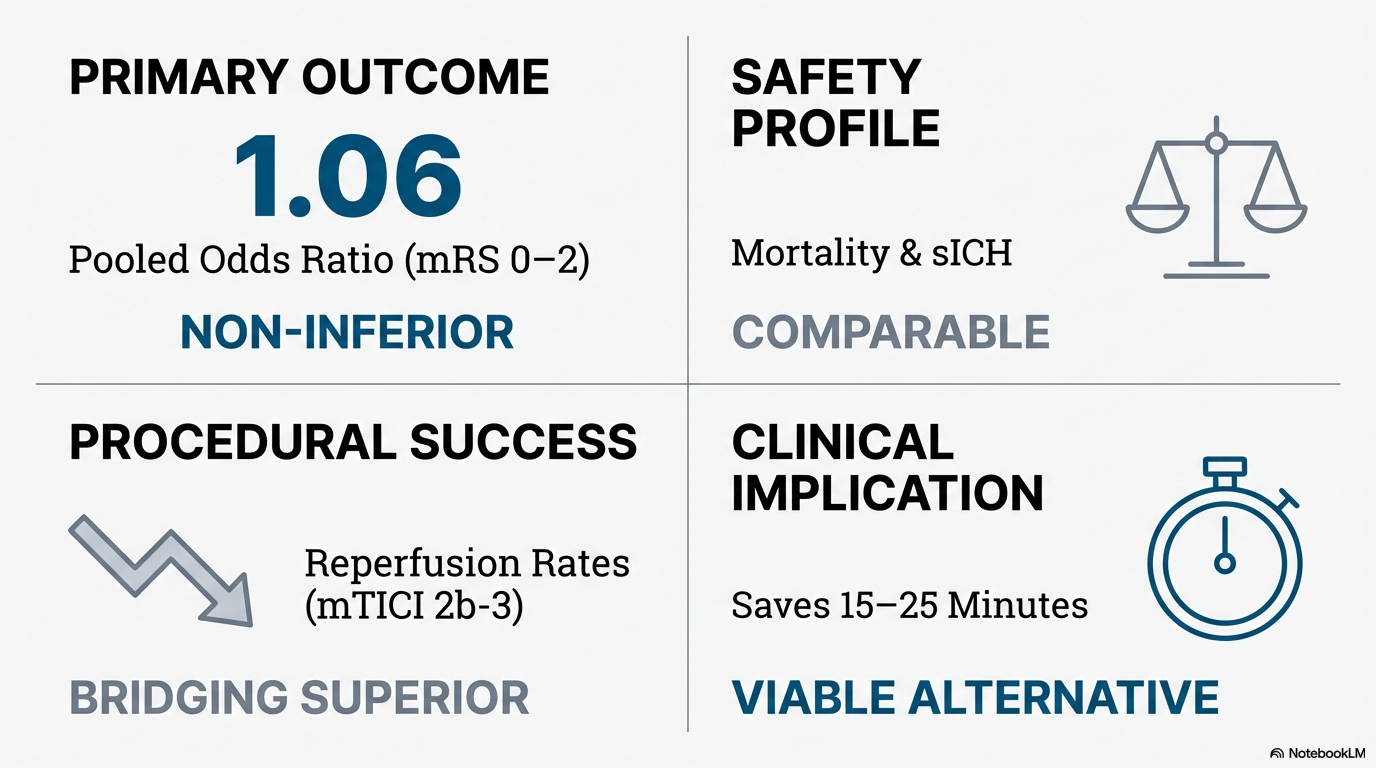 PRIMARY OUTCOME
1.06
Pooled Odds Ratio (mRS 0–2)
NON-INFERIOR
SAFETY
PROFILE
Mortality & sICH
COMPARABLE
PROCEDURAL SUCCESS
Reperfusion Rates
(mTICI 2b-3)
BRIDGING SUPERIOR
CLINICAL
IMPLICATION
Saves 15–25 Minutes
VIABLE ALTERNATIVE
NotebookLM